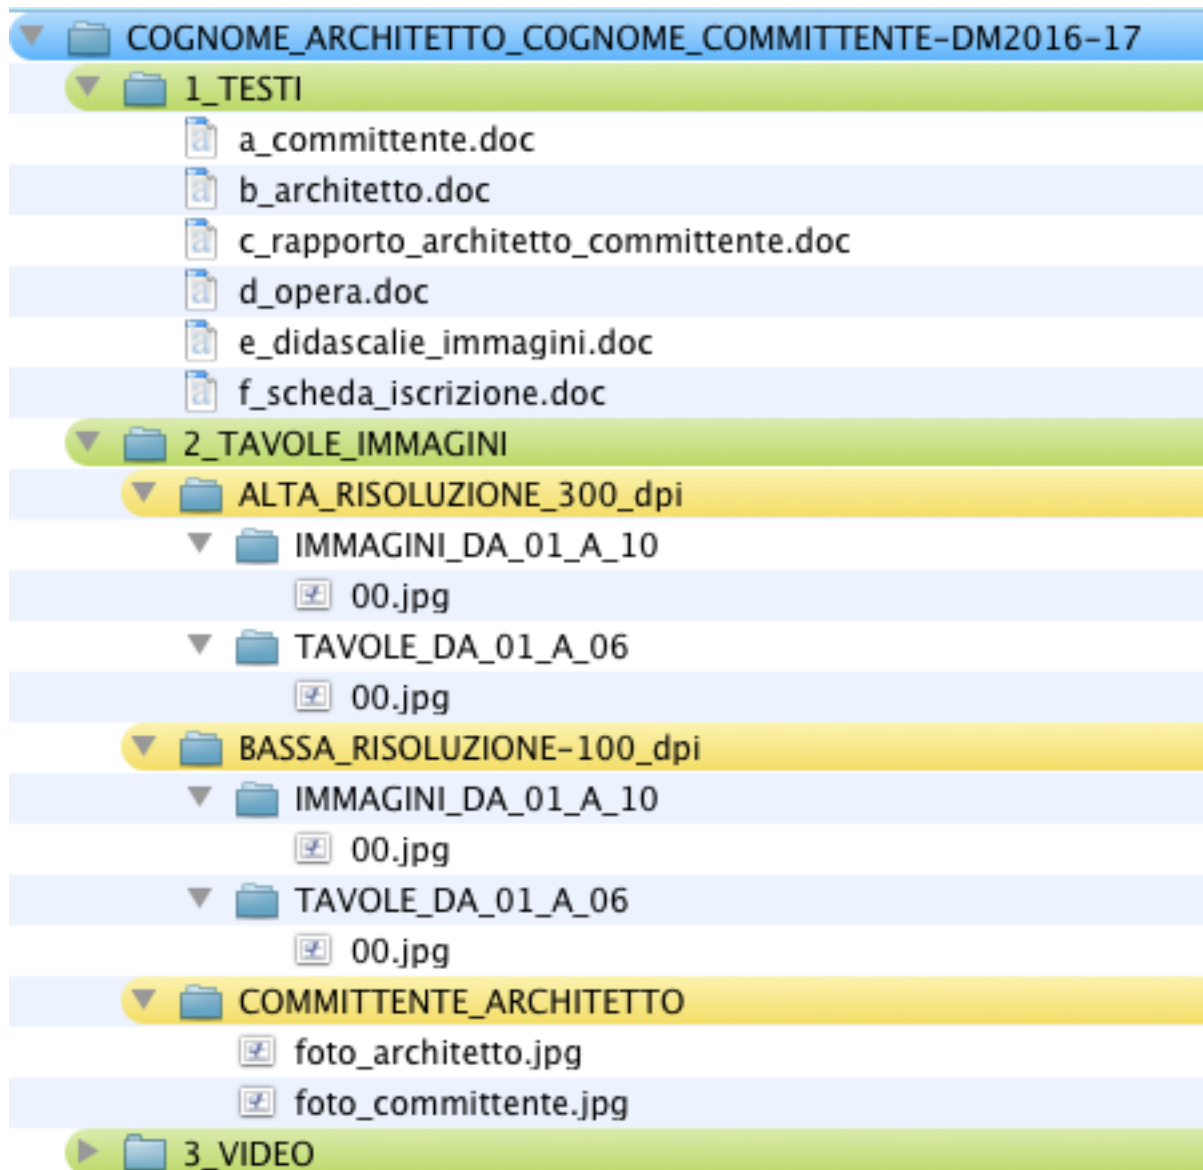 COGNOME_ARCHITETTO_COGNOME_COMMITTENTE-DM2016-17
1_TESTI
a_committente.doc
b_architetto.doc
c_rapporto_architetto_committente.doc
d_opera.doc
e_didascalie_immagini.doc
f_scheda_iscrizione.doc
2_TAVOLE_IMMAGINI
ALTA_RISOLUZIONE_300_dpi
IMMAGINI_DA_01_A_10
00.jpg
TAVOLE_DA_01_A_06
00.jpg
BASSA_RISOLUZIONE-100_dpi
IMMAGINI_DA_01_A_10
00.jpg
TAVOLE_DA_01_A_06
00.jpg
COMMITTENTE_ARCHITETTO
foto_architetto.jpg
foto_committente.jpg
3_VIDEO